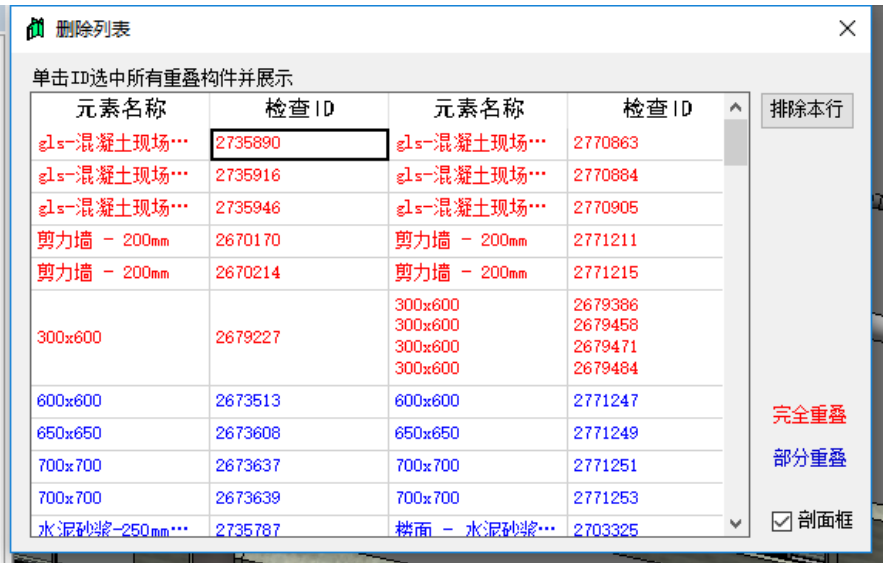 删除列表
单击ID选中所有重叠构件并展示
元素名称 检查ID 元素名称 检查ID
排除本行
gls-混凝土现场… 2735890 gls-混凝土现场… 2770863
gls-混凝土现场… 2735916 gls-混凝土现场… 2770884
gls-混凝土现场… 2735946 gls-混凝土现场… 2770905
剪力墙 - 200mm 2670170 剪力墙 - 200mm 2771211
剪力墙 - 200mm 2670214 剪力墙 - 200mm 2771215
300x600 2679227 300x600 2679386
300x600 2679458
300x600 2679471
300x600 2679484
600x600 2673513 600x600 2771247
650x650 2673608 650x650 2771249
700x700 2673637 700x700 2771251
700x700 2673639 700x700 2771253
水泥砂浆-250mm… 2735787 楼面 - 水泥砂浆… 2703325
完全重叠
部分重叠
剖面框